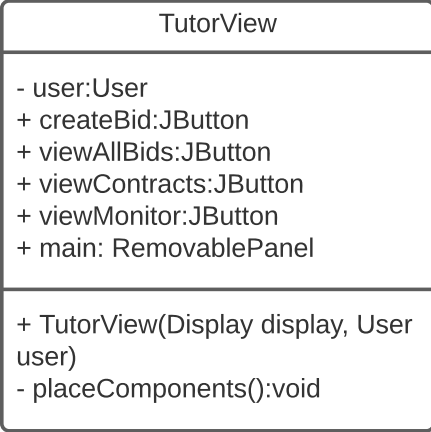 TutorView
- user:User
+ createBid:JButton
+ viewAllBids:JButton
+ viewContracts:JButton
+ viewMonitor:JButton
+ main: RemovablePanel
+ TutorView(Display display, User
user)
- placeComponents():void